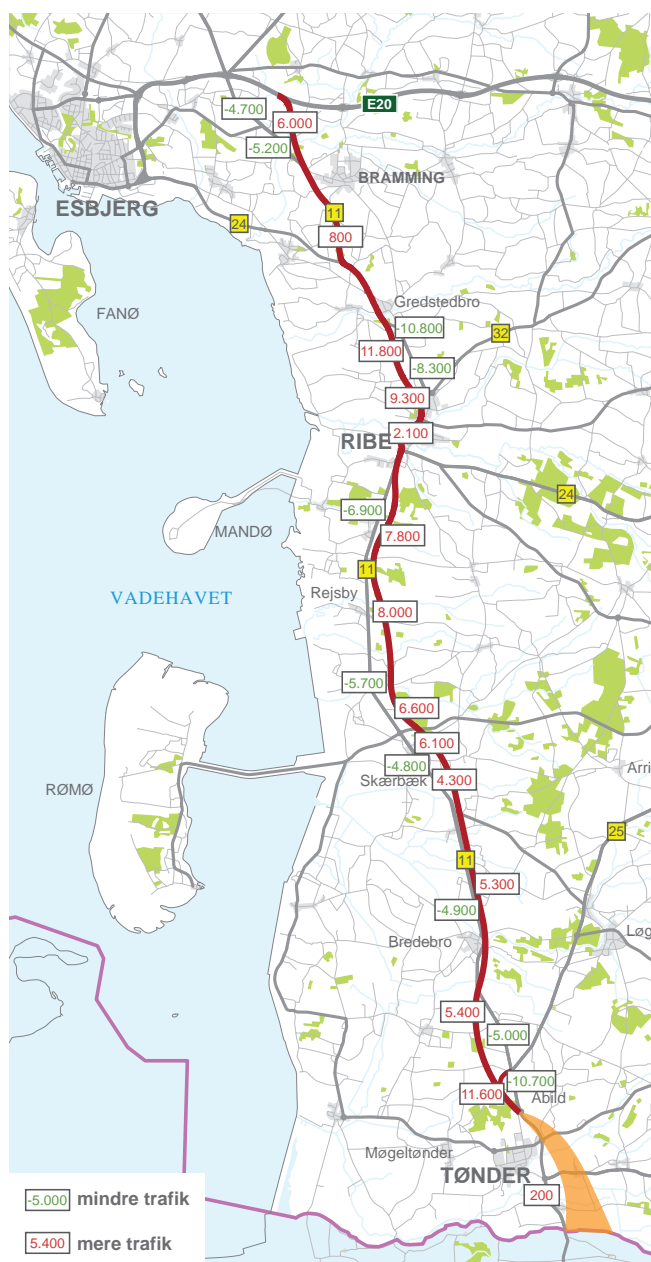 E20
-4.700
6.000
-5.200
BRAMMING
ESBJERG
11
24
800
FANØ
Gredstedbro
-10.800
32
11.800
-8.300
9.300
2.100
RIBE
24
-6.900
MANDØ
7.800
11
VADEHAVET
Rejsby
8.000
-5.700
6.600
6.100
-4.800
Skærbæk
4.300
RØMØ
Arri
25
11
5.300
-4.900
Bredebro
Løg
5.400
-5.000
-10.700
11.600
Abild
Møgeltønder
TØNDER
200
-5.000 mindre trafik
5.400 mere trafik